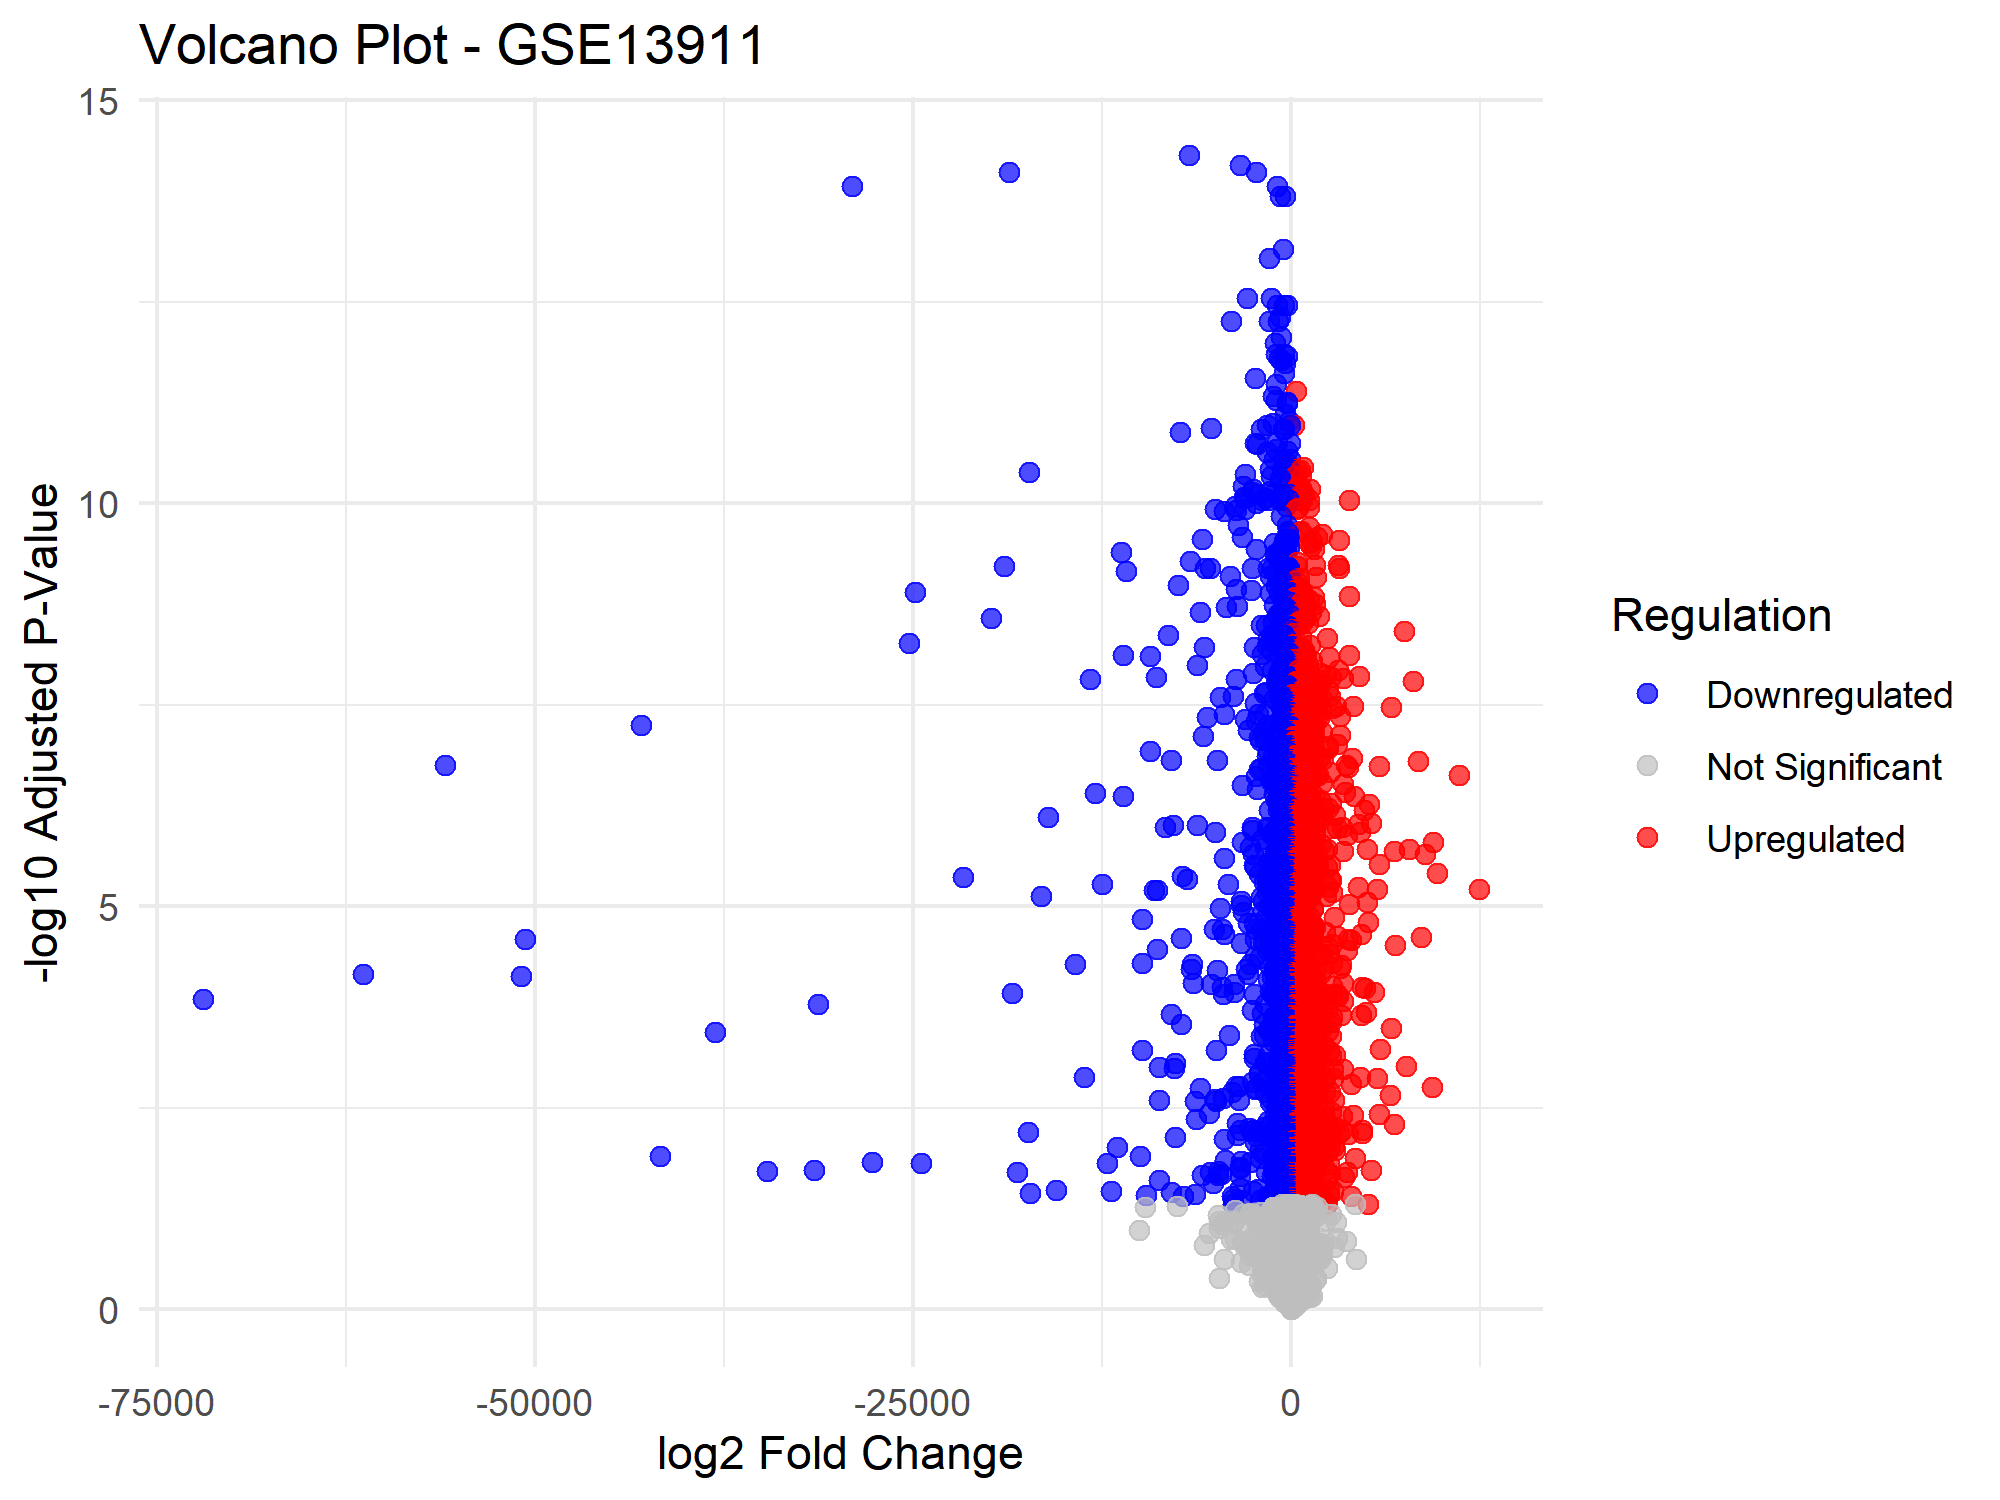 Volcano Plot - GSE13911
15
10
5
0
-log10 Adjusted P-Value
-75000
-50000
-25000
0
log2 Fold Change
Regulation
Downregulated
Not Significant
Upregulated